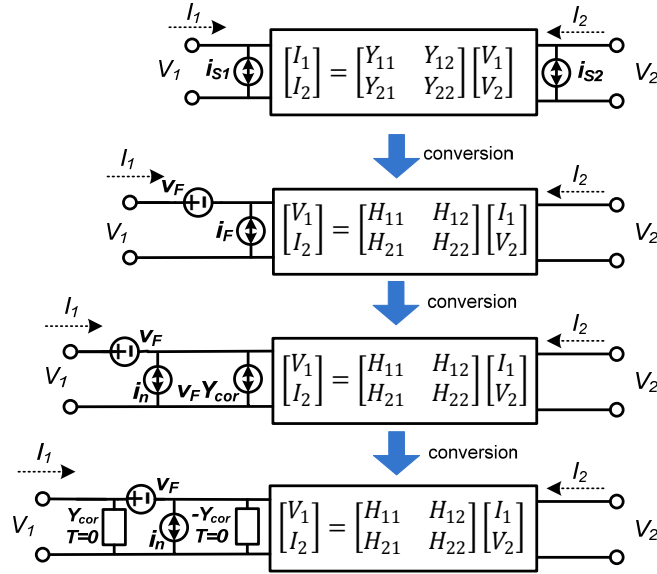 I1 I2
V1 iS1 [I1 I2] = [Y11 Y12 Y21 Y22] [V1 V2] iS2 V2
conversion
I1 I2
vF + -
V1 iF [V1 I2] = [H11 H12 H21 H22] [I1 V2] V2
conversion
I1 I2
+ - vF
V1 in vFYcor [V1 I2] = [H11 H12 H21 H22] [I1 V2] V2
conversion
I1 I2
+ - vF
V1 Ycor T=0 in -Ycor T=0 [V1 I2] = [H11 H12 H21 H22] [I1 V2] V2